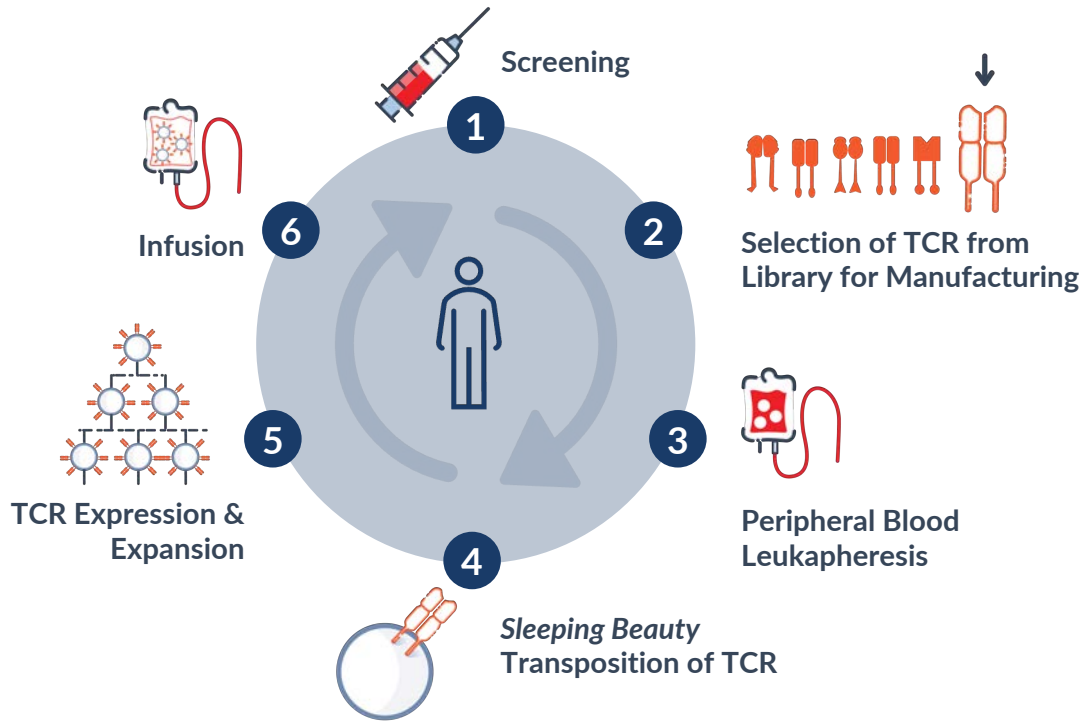 1
Screening
2
Selection of TCR from
Library for Manufacturing
3
Peripheral Blood
Leukapheresis
4
Sleeping Beauty
Transposition of TCR
5
TCR Expression &
Expansion
6
Infusion